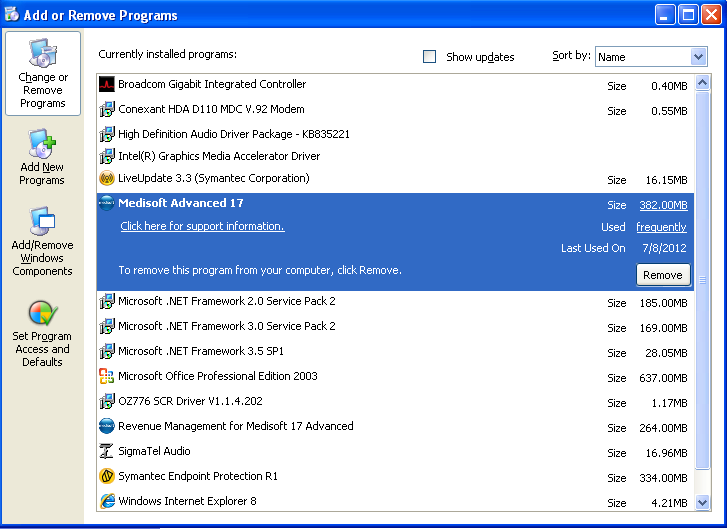 Add or Remove Programs
Change or
Remove
Programs
Add New
Programs
Add/Remove
Windows
Components
Set Program
Access and
Defaults
Currently installed programs:
Show updates
Sort by: Name
Broadcom Gigabit Integrated Controller Size 0.40MB
Conexant HDA D110 MDC V.92 Modem Size 0.55MB
High Definition Audio Driver Package - KB835221
Intel(R) Graphics Media Accelerator Driver
LiveUpdate 3.3 (Symantec Corporation) Size 16.15MB
Medisoft Advanced 17 Size 382.00MB
Click here for support information. Used frequently
Last Used On 7/8/2012
To remove this program from your computer, click Remove. Remove
Microsoft .NET Framework 2.0 Service Pack 2 Size 185.00MB
Microsoft .NET Framework 3.0 Service Pack 2 Size 169.00MB
Microsoft .NET Framework 3.5 SP1 Size 28.05MB
Microsoft Office Professional Edition 2003 Size 637.00MB
OZ776 SCR Driver V1.1.4.202 Size 1.17MB
Revenue Management for Medisoft 17 Advanced Size 264.00MB
SigmaTel Audio Size 16.96MB
Symantec Endpoint Protection R1 Size 334.00MB
Windows Internet Explorer 8 Size 4.21MB